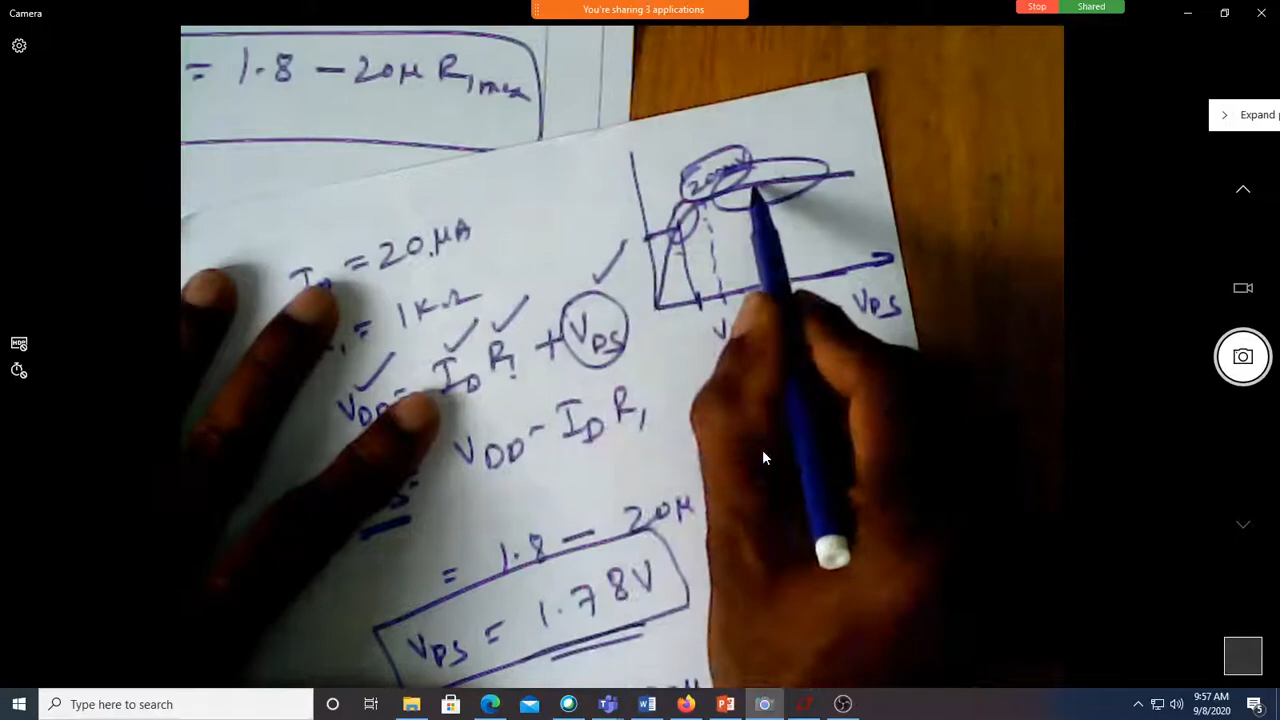 Camera
You're sharing 3 applications
Stop
Shared
Expand
= 1.8 - 20μ R1max
= 20μA
= 1KΩ
VDD = ID R1 + VDS
VDD - ID R1
= 1.8 - 20μ
VDS = 1.78V
20μA
VDS
Type here to search
9:57 AM
9/8/2020